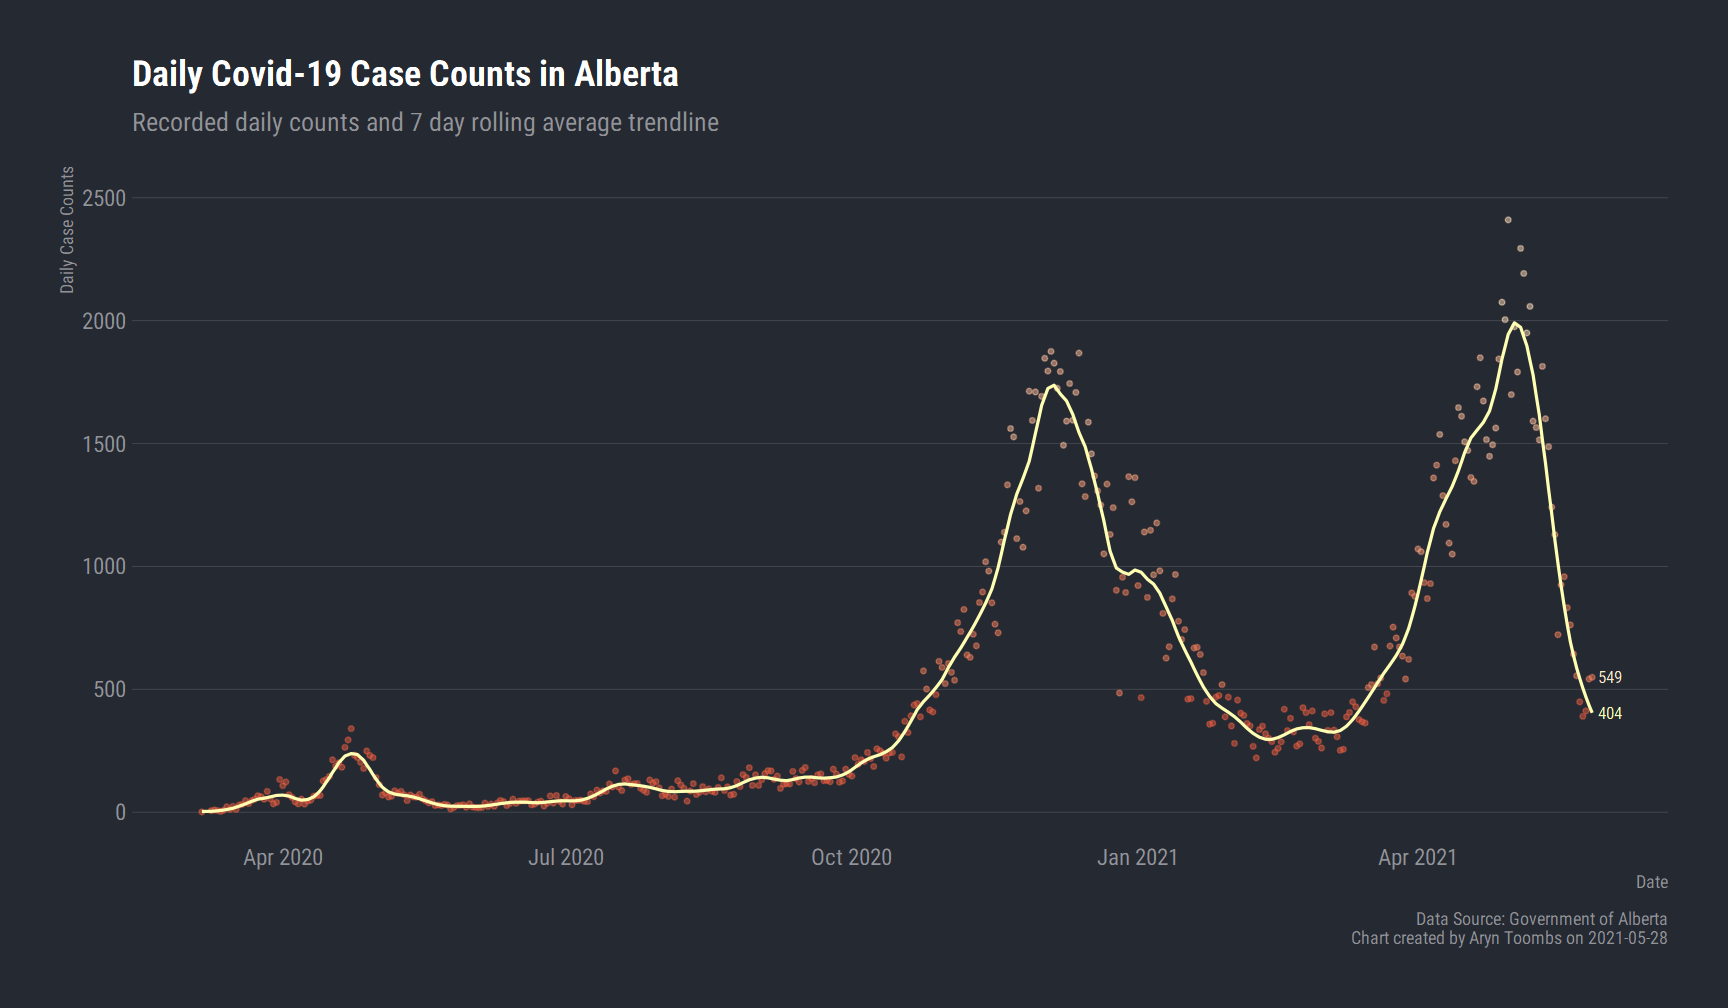 Daily Covid-19 Case Counts in Alberta
Recorded daily counts and 7 day rolling average trendline
Daily Case Counts
2500
2000
1500
1000
500
0
549
404
Apr 2020
Jul 2020
Oct 2020
Jan 2021
Apr 2021
Date
Data Source: Government of Alberta
Chart created by Aryn Toombs on 2021-05-28